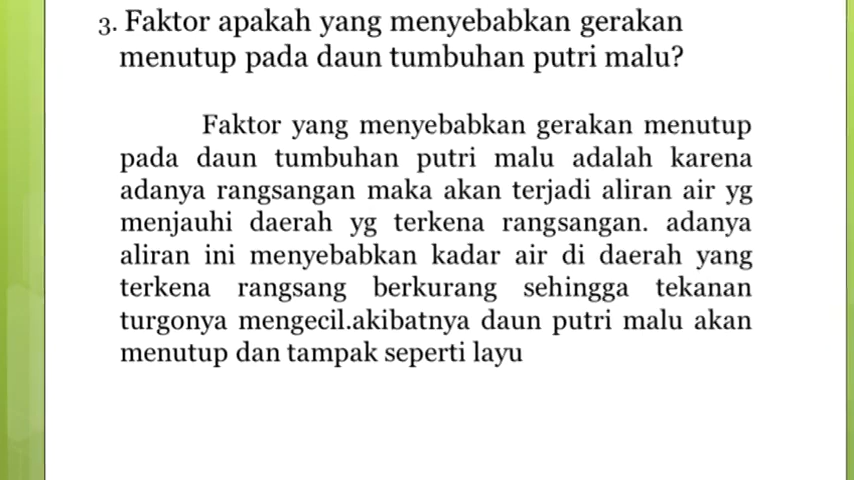 3. Faktor apakah yang menyebabkan gerakan
menutup pada daun tumbuhan putri malu?
Faktor yang menyebabkan gerakan menutup
pada daun tumbuhan putri malu adalah karena
adanya rangsangan maka akan terjadi aliran air yg
menjauhi daerah yg terkena rangsangan. adanya
aliran ini menyebabkan kadar air di daerah yang
terkena rangsang berkurang sehingga tekanan
turgonya mengecil.akibatnya daun putri malu akan
menutup dan tampak seperti layu